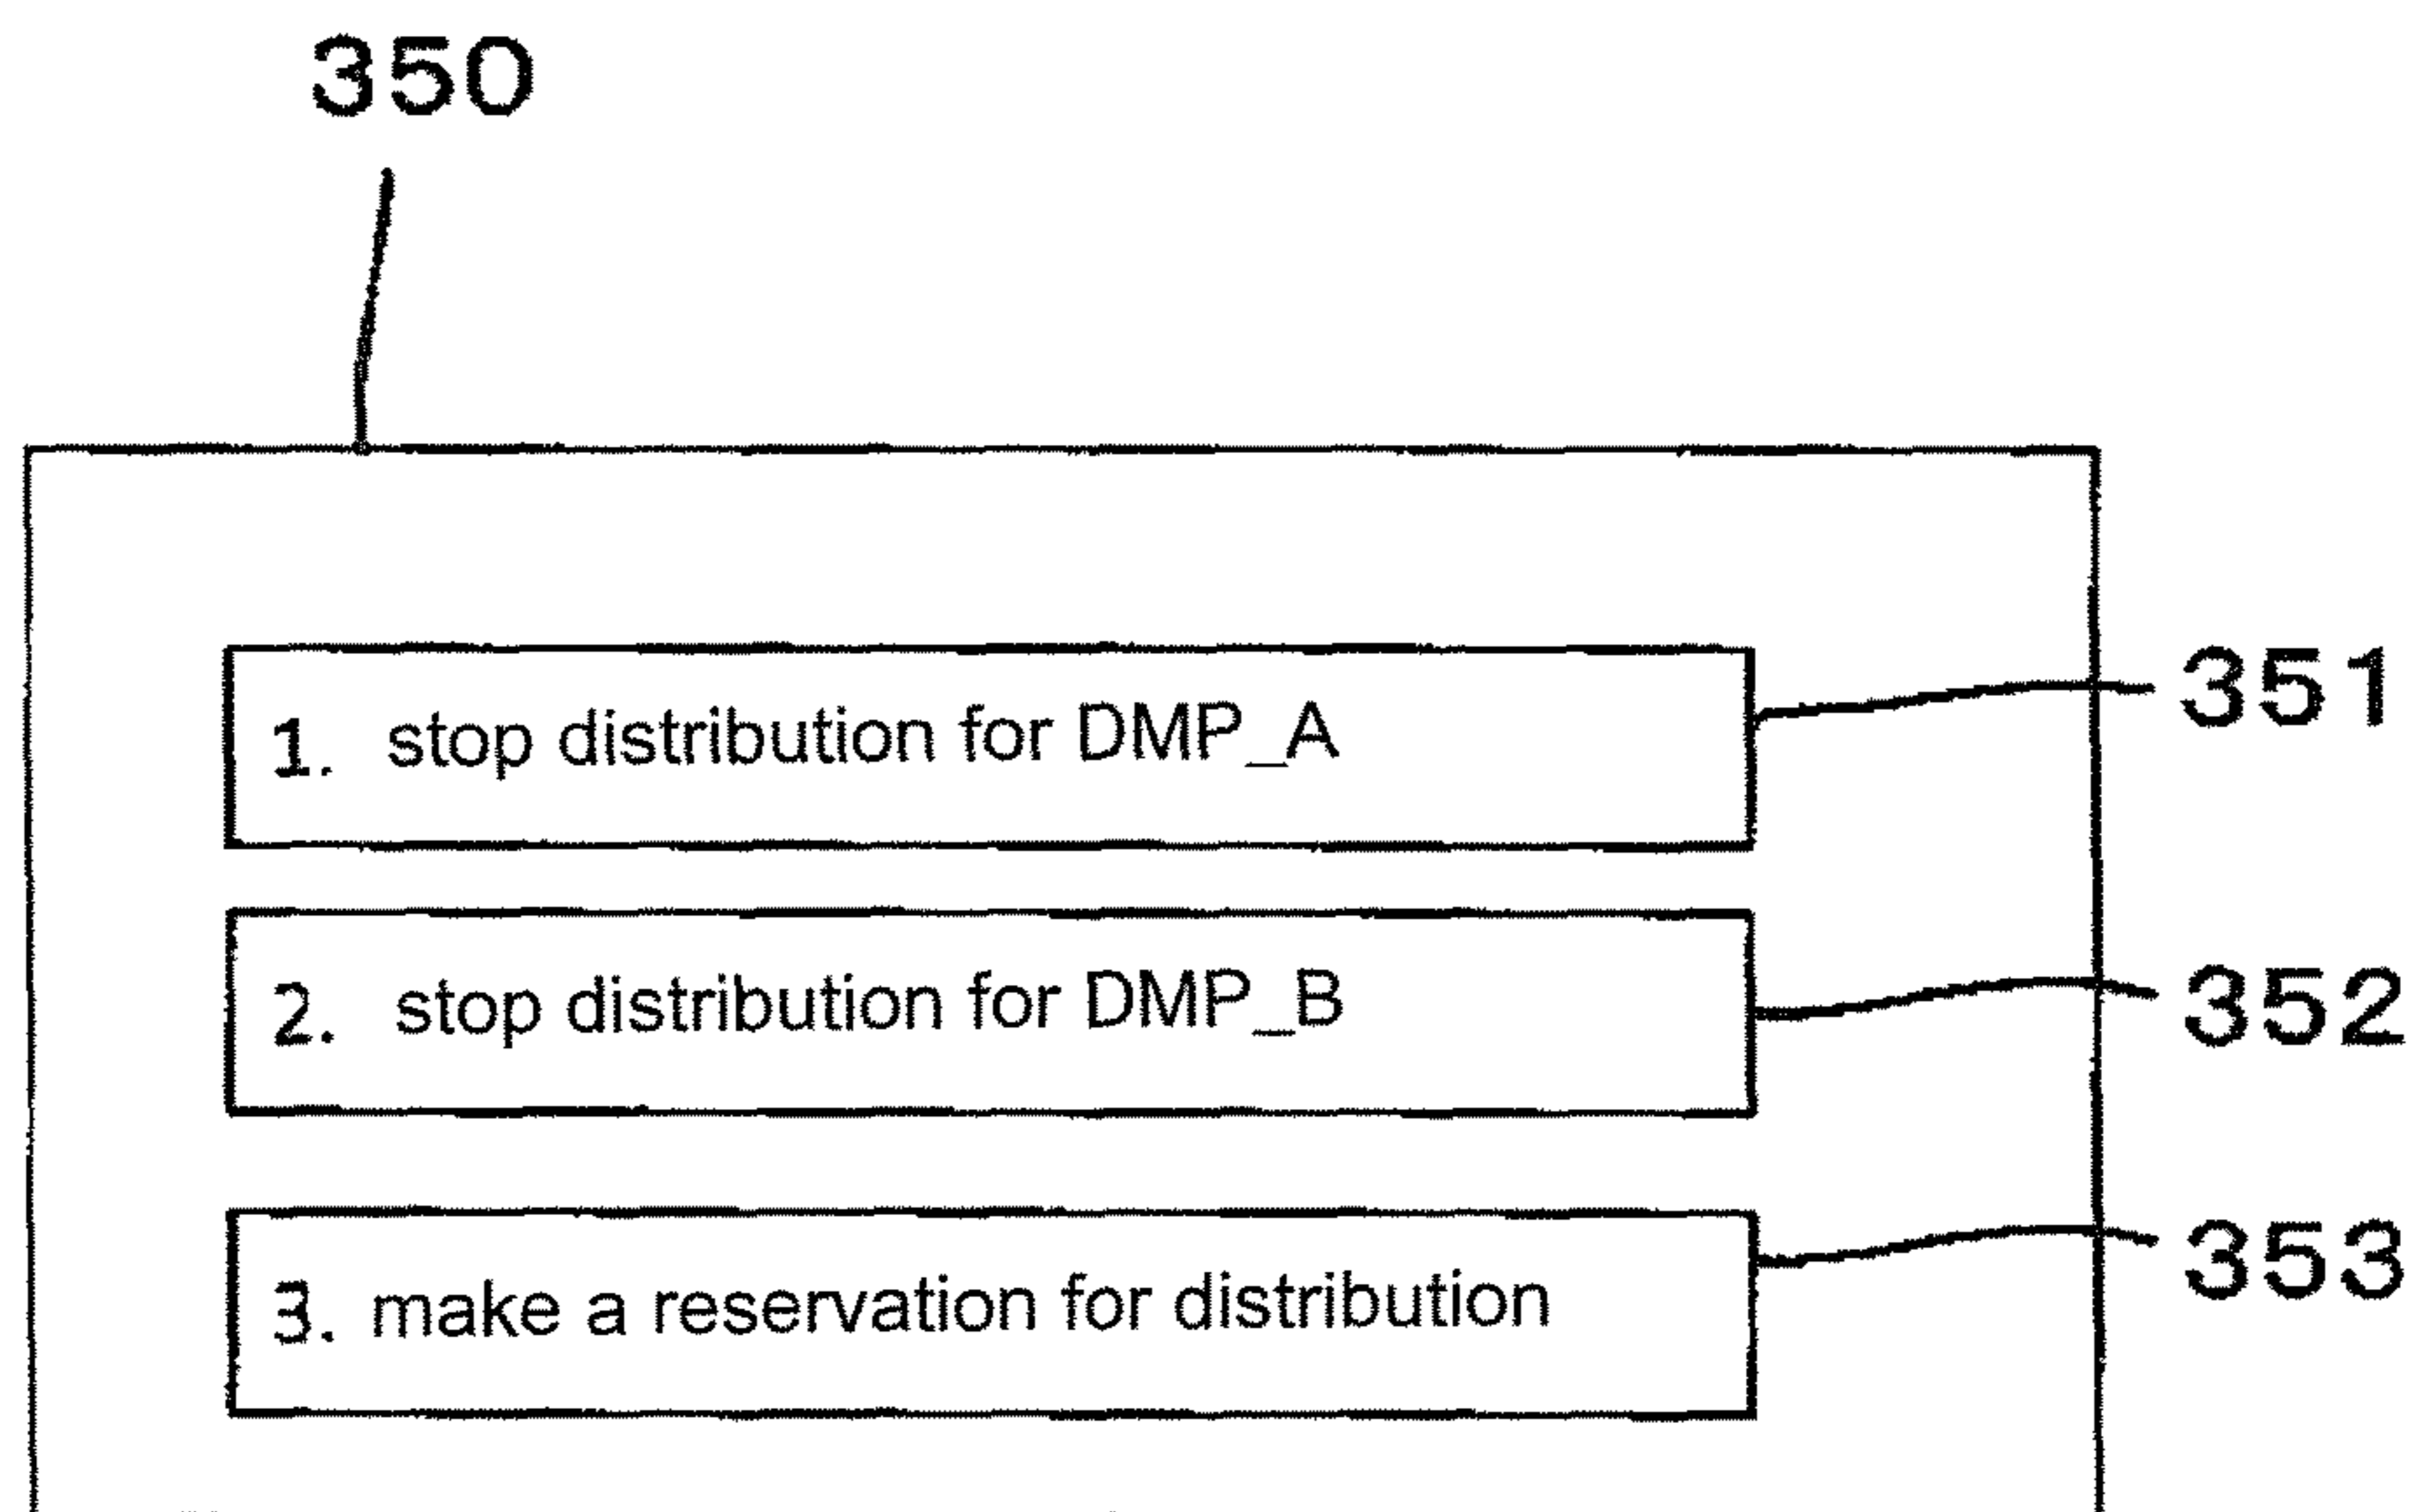 350
1. stop distribution for DMP_A
351
2. stop distribution for DMP_B
352
3. make a reservation for distribution
353